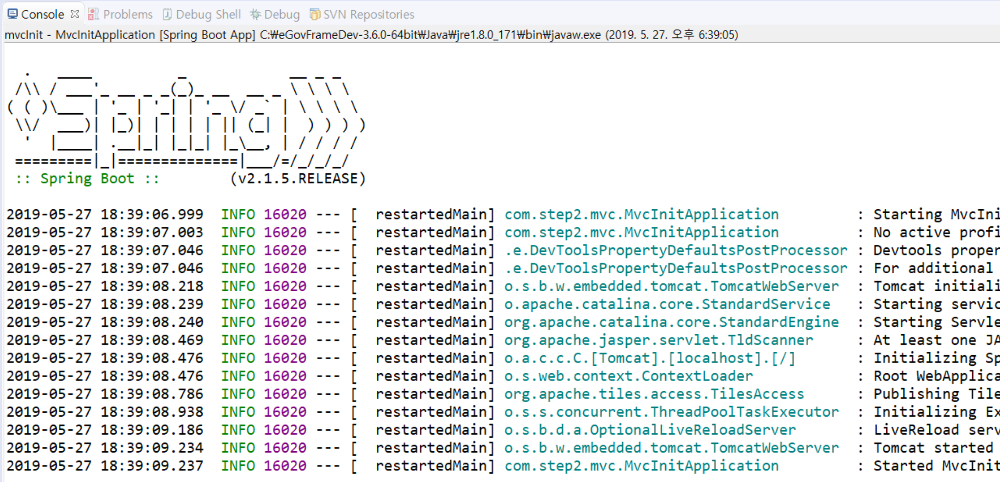 Console Problems Debug Shell Debug SVN Repositories
mvcInit - MvcInitApplication [Spring Boot App] C:₩eGovFrameDev-3.6.0-64bit₩Java₩jre1.8.0_171₩bin₩javaw.exe (2019. 5. 27. 오후 6:39:05)
  .   ____          _            __ _ _
 /\\ / ___'_ __ _ _(_)_ __  __ _ \ \ \ \
( ( )\___ | '_ | '_| | '_ \/ _` | \ \ \ \
 \\/  ___)| |_)| | | | | || (_| |  ) ) ) )
  '  |____| .__|_| |_|_| |_\__, | / / / /
 =========|_|==============|___/=/_/_/_/
 :: Spring Boot ::        (v2.1.5.RELEASE)
2019-05-27 18:39:06.999  INFO 16020 --- [  restartedMain] com.step2.mvc.MvcInitApplication         : Starting MvcIni
2019-05-27 18:39:07.003  INFO 16020 --- [  restartedMain] com.step2.mvc.MvcInitApplication         : No active profi
2019-05-27 18:39:07.046  INFO 16020 --- [  restartedMain] .e.DevToolsPropertyDefaultsPostProcessor : Devtools proper
2019-05-27 18:39:07.046  INFO 16020 --- [  restartedMain] .e.DevToolsPropertyDefaultsPostProcessor : For additional
2019-05-27 18:39:08.218  INFO 16020 --- [  restartedMain] o.s.b.w.embedded.tomcat.TomcatWebServer  : Tomcat initiali
2019-05-27 18:39:08.239  INFO 16020 --- [  restartedMain] o.apache.catalina.core.StandardService   : Starting servic
2019-05-27 18:39:08.240  INFO 16020 --- [  restartedMain] org.apache.catalina.core.StandardEngine  : Starting Servle
2019-05-27 18:39:08.469  INFO 16020 --- [  restartedMain] org.apache.jasper.servlet.TldScanner     : At least one JA
2019-05-27 18:39:08.476  INFO 16020 --- [  restartedMain] o.a.c.c.C.[Tomcat].[localhost].[/]       : Initializing Sp
2019-05-27 18:39:08.476  INFO 16020 --- [  restartedMain] o.s.web.context.ContextLoader            : Root WebApplica
2019-05-27 18:39:08.786  INFO 16020 --- [  restartedMain] org.apache.tiles.access.TilesAccess      : Publishing Tile
2019-05-27 18:39:08.938  INFO 16020 --- [  restartedMain] o.s.s.concurrent.ThreadPoolTaskExecutor  : Initializing Ex
2019-05-27 18:39:09.186  INFO 16020 --- [  restartedMain] o.s.b.d.a.OptionalLiveReloadServer       : LiveReload serv
2019-05-27 18:39:09.234  INFO 16020 --- [  restartedMain] o.s.b.w.embedded.tomcat.TomcatWebServer  : Tomcat started
2019-05-27 18:39:09.237  INFO 16020 --- [  restartedMain] com.step2.mvc.MvcInitApplication         : Started MvcInit